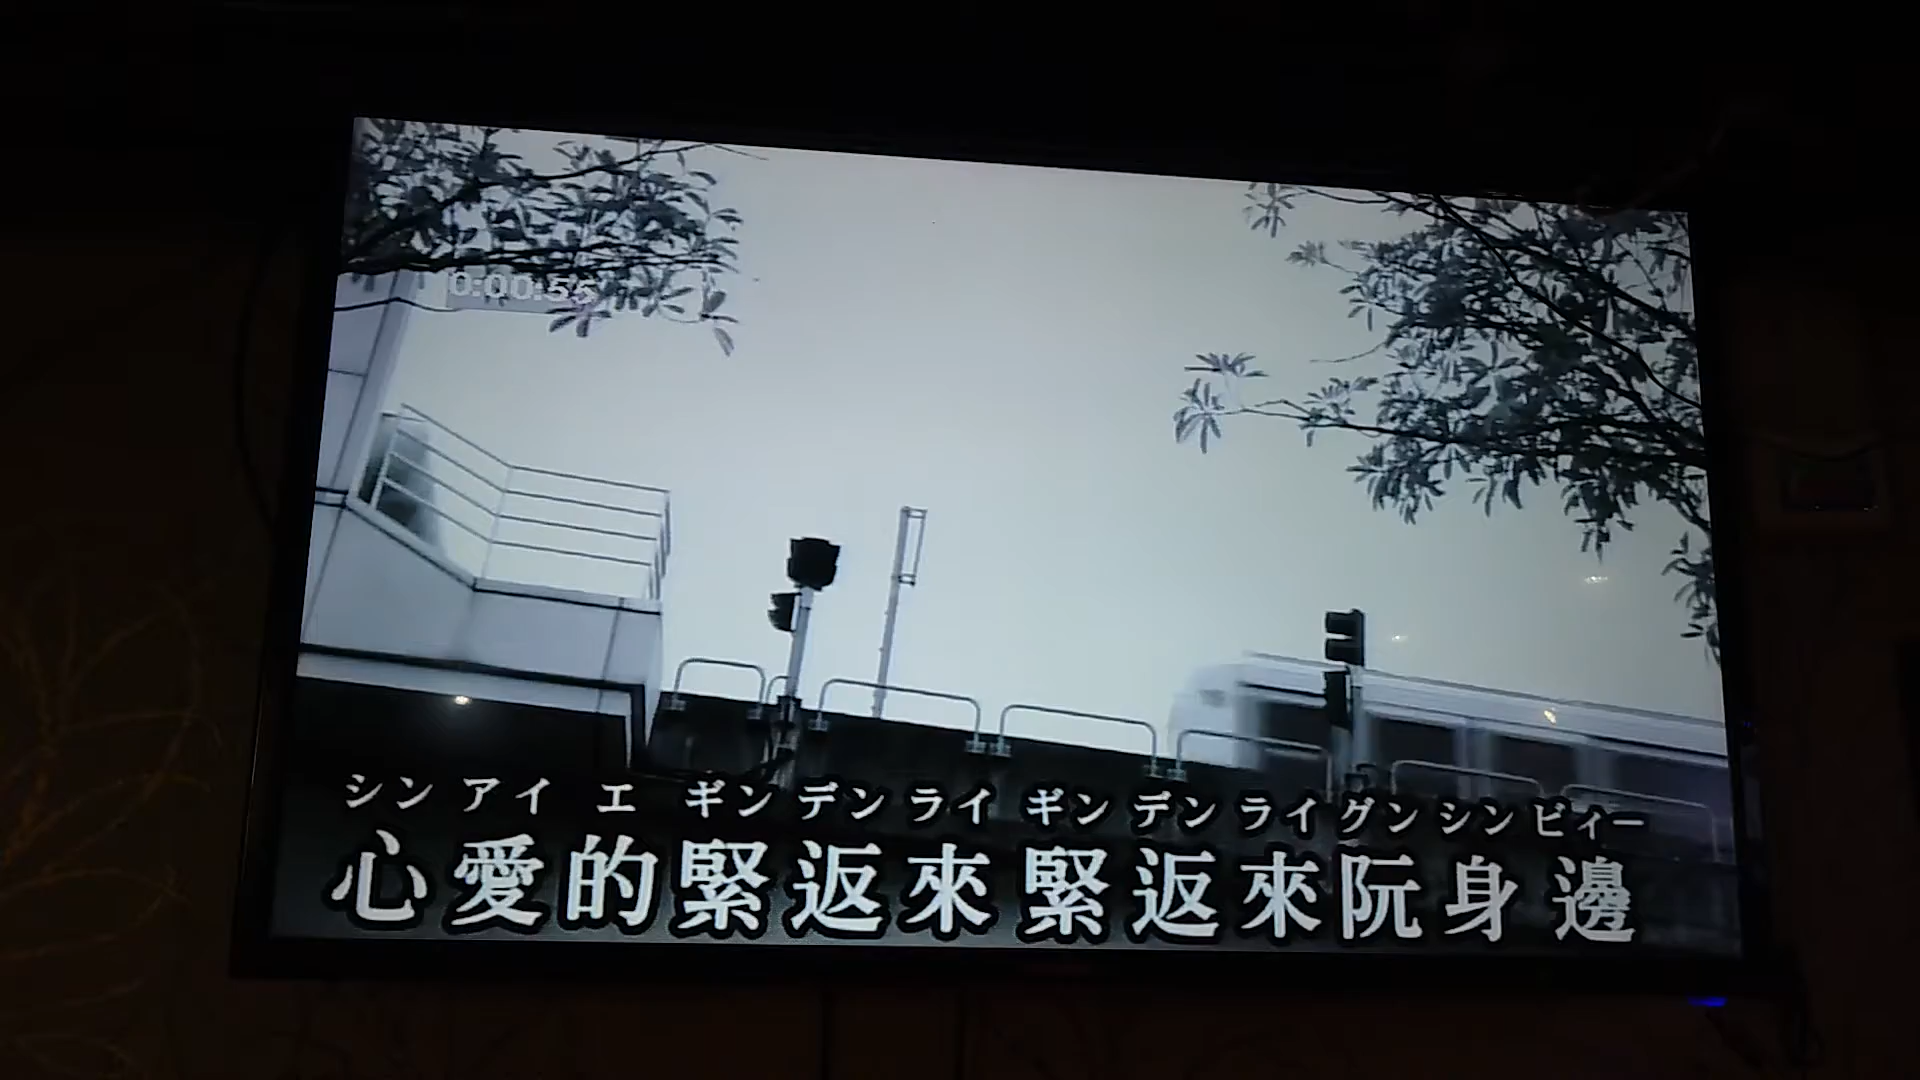 0:00:55
シン アイ エ ギン デン ライ ギン デン ライ グン シン ビィー
心愛的緊返來 緊返來阮身邊